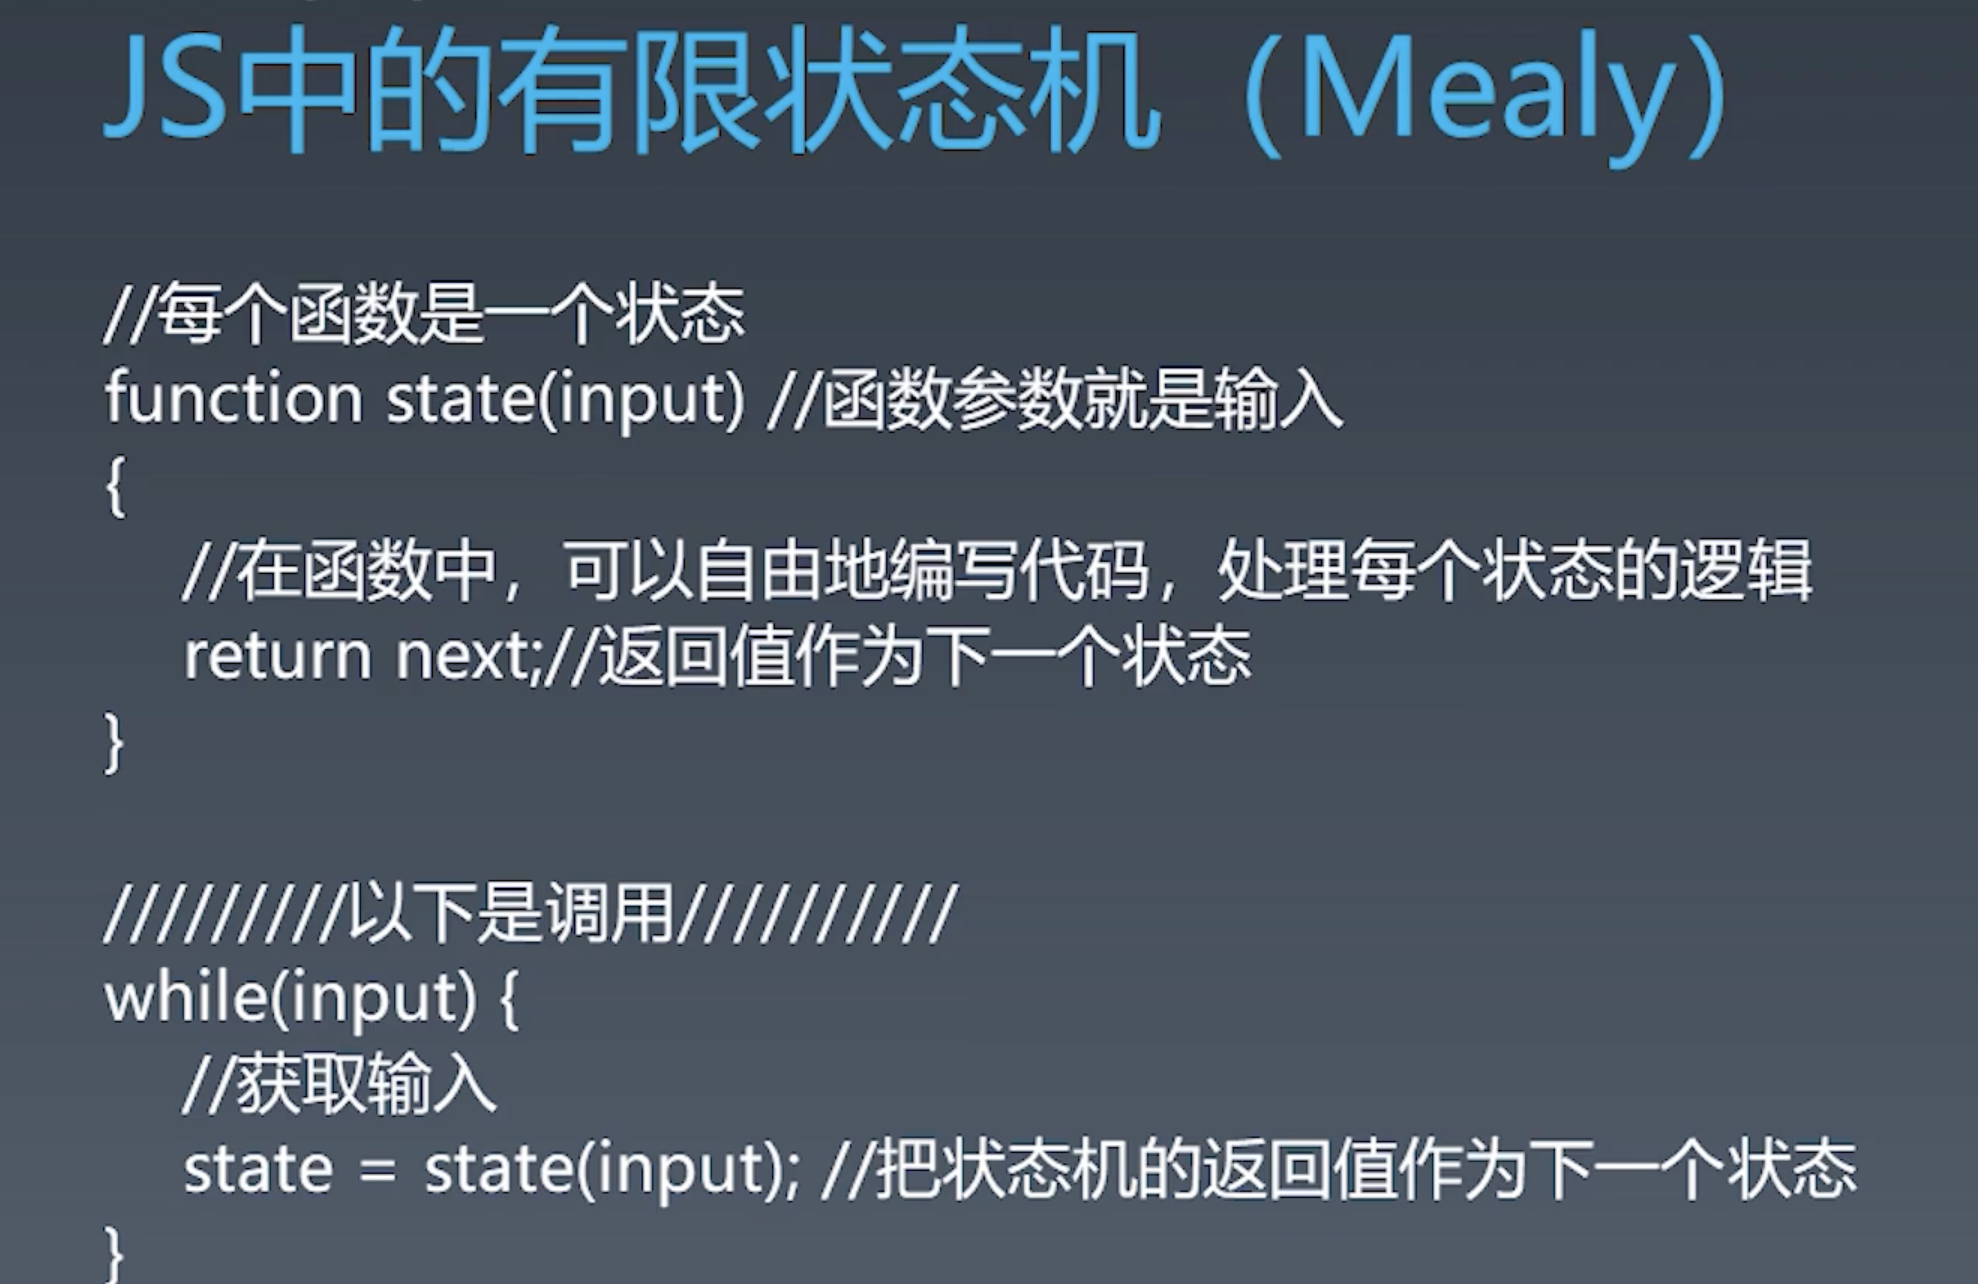 JS中的有限状态机（Mealy）
//每个函数是一个状态
function state(input) //函数参数就是输入
{
//在函数中，可以自由地编写代码，处理每个状态的逻辑
return next;//返回值作为下一个状态
}
/////////以下是调用//////////
while(input) {
//获取输入
state = state(input); //把状态机的返回值作为下一个状态
}